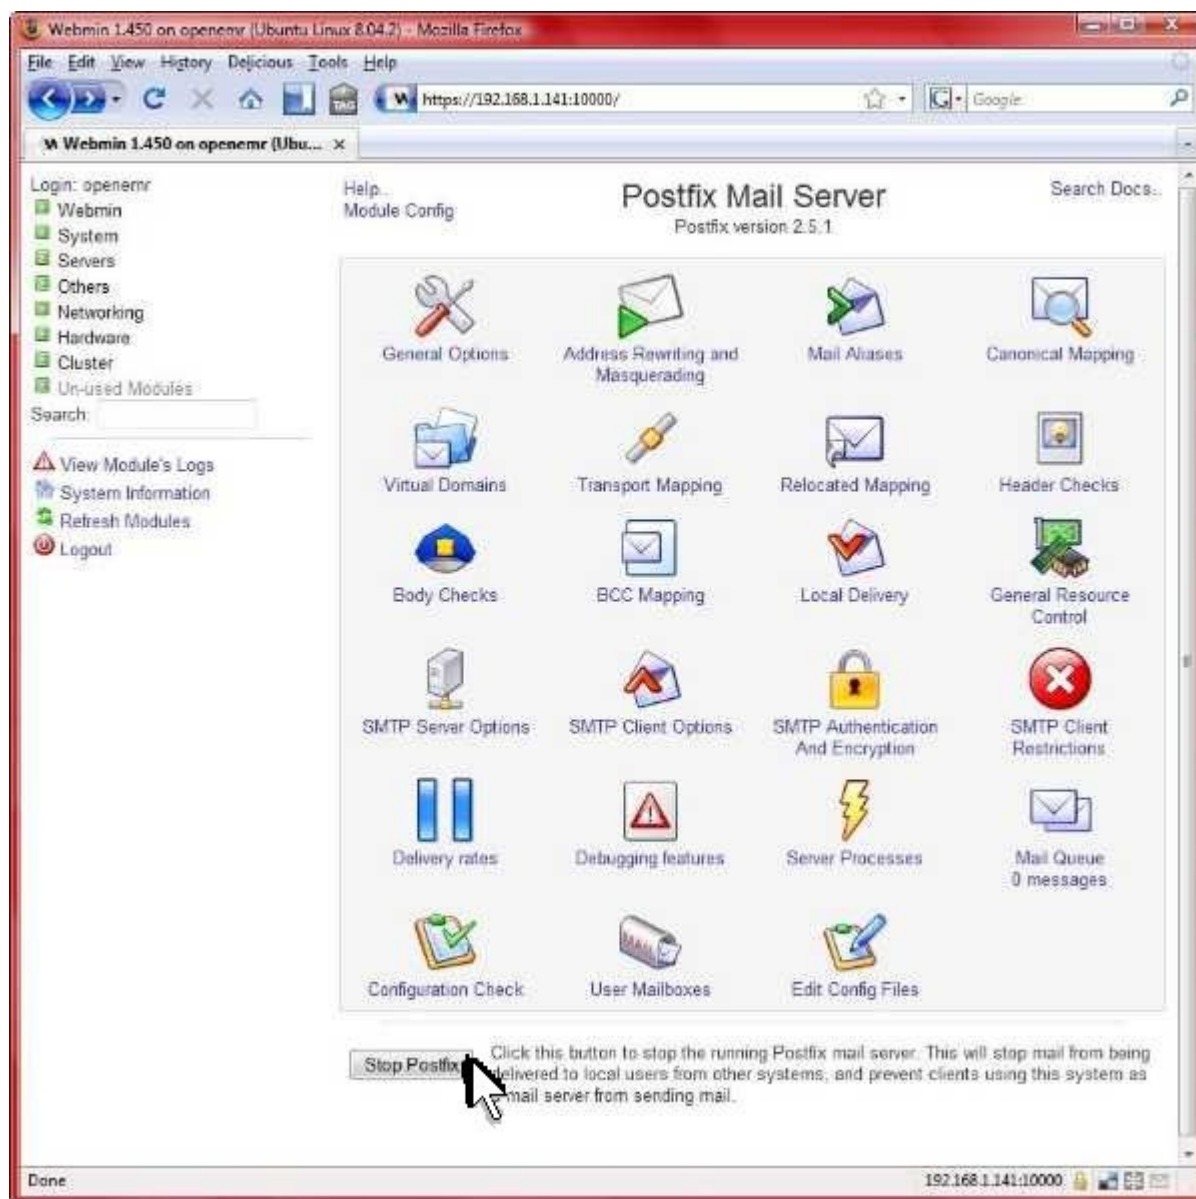 Webmin 1.450 on openemr (Ubuntu Linux 8.04.2) - Mozilla Firefox
File Edit View History Delicious Tools Help
TAG https://192.168.1.141:10000/ Google
Webmin 1.450 on openemr (Ubu... ×
Login: openemr
Webmin
System
Servers
Others
Networking
Hardware
Cluster
Un-used Modules
Search:
View Module's Logs
System Information
Refresh Modules
Logout
Help..
Module Config
Postfix Mail Server
Postfix version 2.5.1
Search Docs..
General Options
Address Rewriting and
Masquerading
Mail Aliases
Canonical Mapping
Virtual Domains
Transport Mapping
Relocated Mapping
Header Checks
Body Checks
BCC Mapping
Local Delivery
General Resource
Control
SMTP Server Options
SMTP Client Options
SMTP Authentication
And Encryption
SMTP Client
Restrictions
Delivery rates
Debugging features
Server Processes
Mail Queue
0 messages
Configuration Check
MAIL
User Mailboxes
Edit Config Files
Stop Postfix
Click this button to stop the running Postfix mail server. This will stop mail from being
delivered to local users from other systems, and prevent clients using this system as
mail server from sending mail.
Done
192.168.1.141:10000